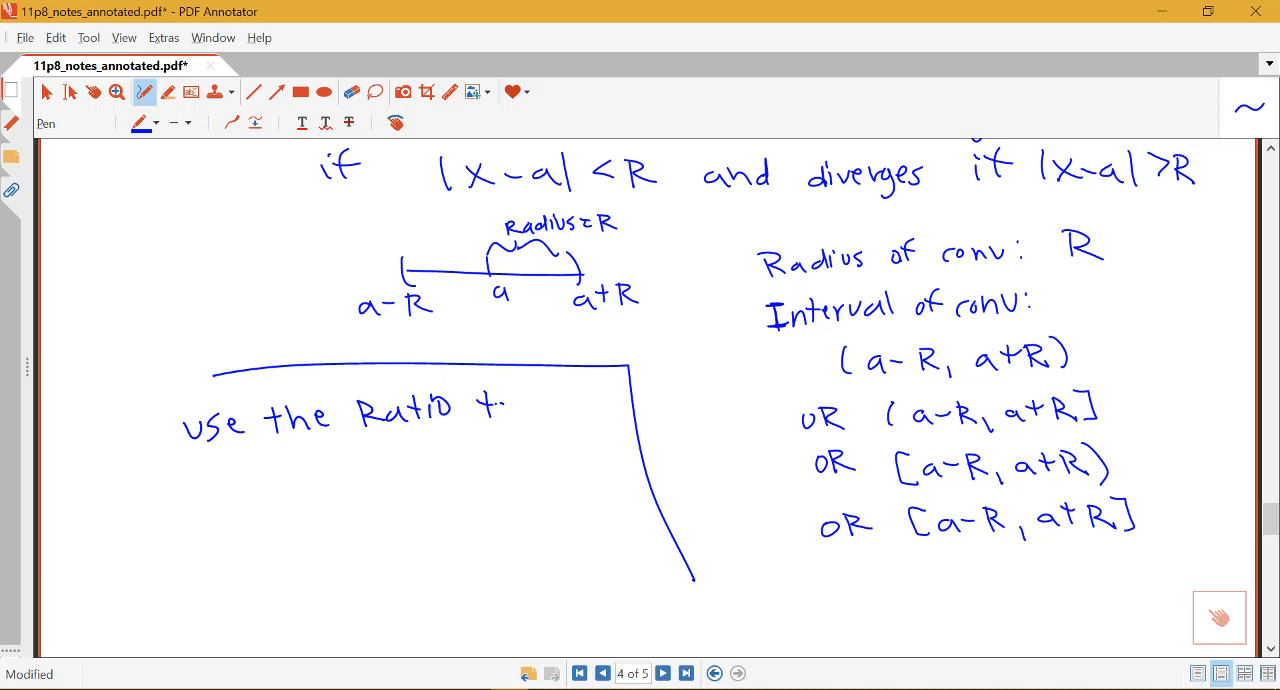 11p8_notes_annotated.pdf* - PDF Annotator
File Edit Tool View Extras Window Help
11p8_notes_annotated.pdf*
Pen
if |x-a| < R and diverges if |x-a| > R
Radius = R
a-R a a+R
Radius of conv: R
Interval of conv:
(a-R, a+R)
OR (a-R, a+R]
OR [a-R, a+R)
OR [a-R, a+R]
use the Ratio t
Modified
4 of 5